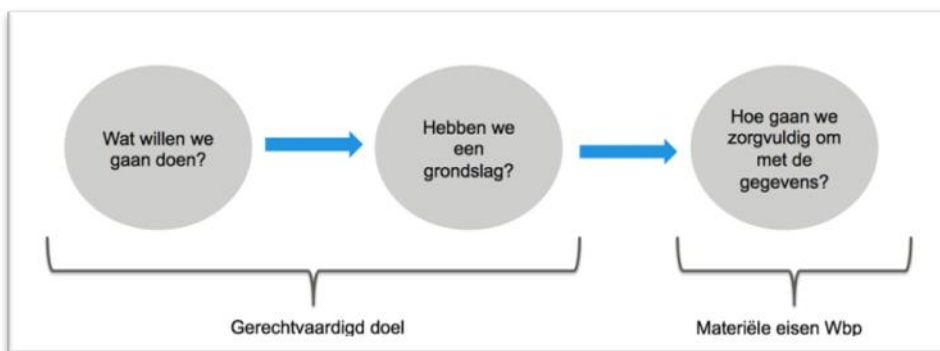 Wat willen we
gaan doen?
Hebben we
een
grondslag?
Hoe gaan we
zorgvuldig om
met de
gegevens?
Gerechtvaardigd doel
Materiële eisen Wbp